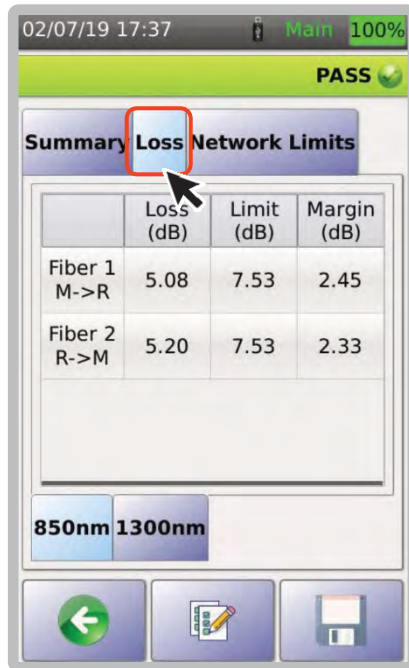 02/07/19 17:37 Main 100%
PASS
Summary Loss Network Limits
Loss (dB) Limit (dB) Margin (dB)
Fiber 1 M->R 5.08 7.53 2.45
Fiber 2 R->M 5.20 7.53 2.33
850nm 1300nm